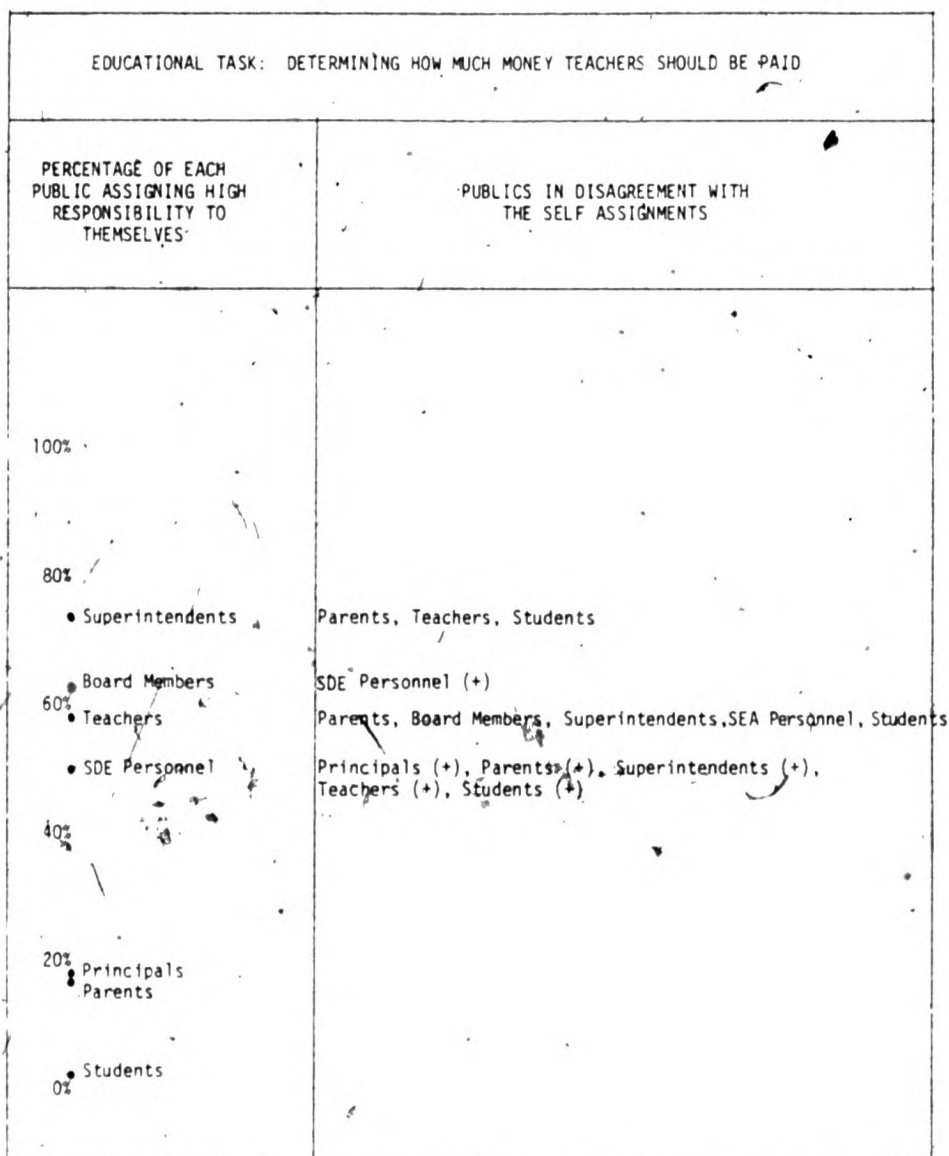 EDUCATIONAL TASK: DETERMINING HOW MUCH MONEY TEACHERS SHOULD BE PAID
PERCENTAGE OF EACH
PUBLIC ASSIGNING HIGH
RESPONSIBILITY TO
THEMSELVES
PUBLICS IN DISAGREEMENT WITH
THE SELF ASSIGNMENTS
100%
80%
Superintendents Parents, Teachers, Students
Board Members SDE Personnel (+)
60%
Teachers Parents, Board Members, Superintendents, SEA Personnel, Students
SDE Personnel Principals (+), Parents (+), Superintendents (+),
Teachers (+), Students (+)
40%
20%
Principals
Parents
Students
0%